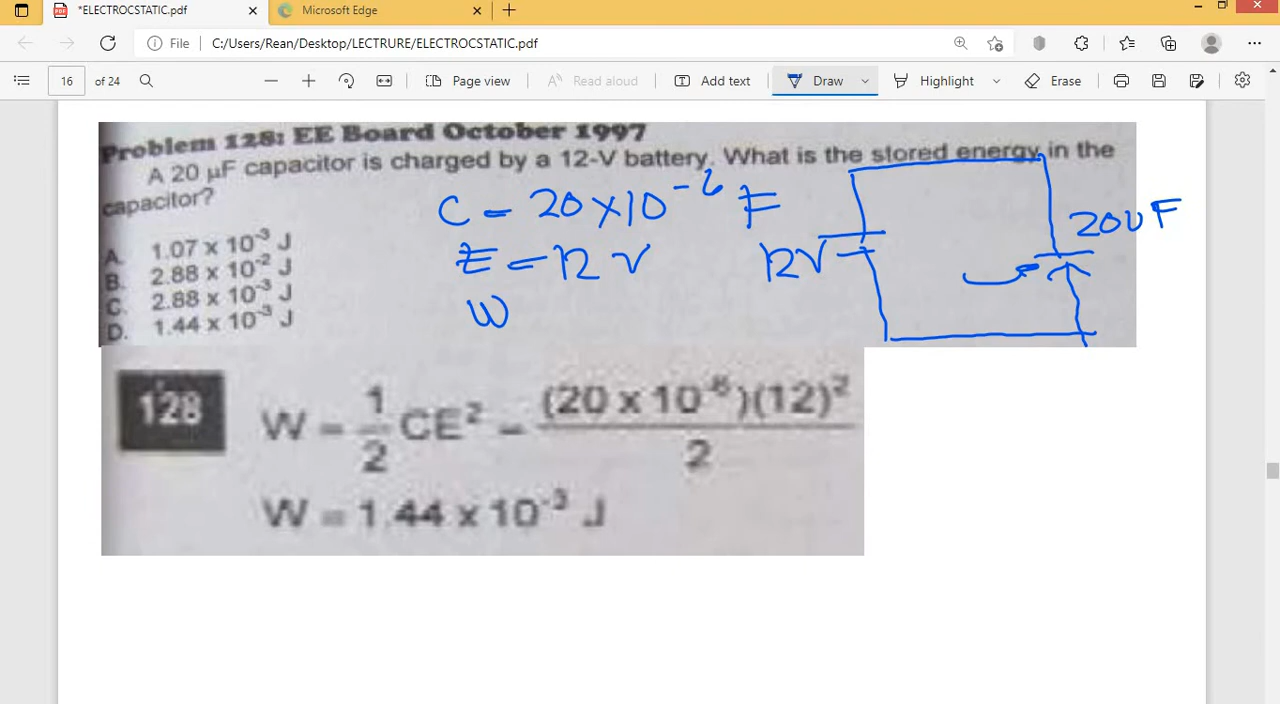 *ELECTROCSTATIC.pdf
Microsoft Edge
File C:/Users/Rean/Desktop/LECTRURE/ELECTROCSTATIC.pdf
16 of 24 Page view Read aloud Add text Draw Highlight Erase
Problem 128: EE Board October 1997
A 20 μF capacitor is charged by a 12-V battery. What is the stored energy in the
capacitor?
A. 1.07 x 10⁻³ J
B. 2.88 x 10⁻² J
C. 2.88 x 10⁻³ J
D. 1.44 x 10⁻³ J
C = 20x10⁻⁶ F
E = 12 V
W
12V
20uF
128
W = 1/2 CE² = (20 x 10⁻⁶)(12)²/2
W = 1.44 x 10⁻³ J